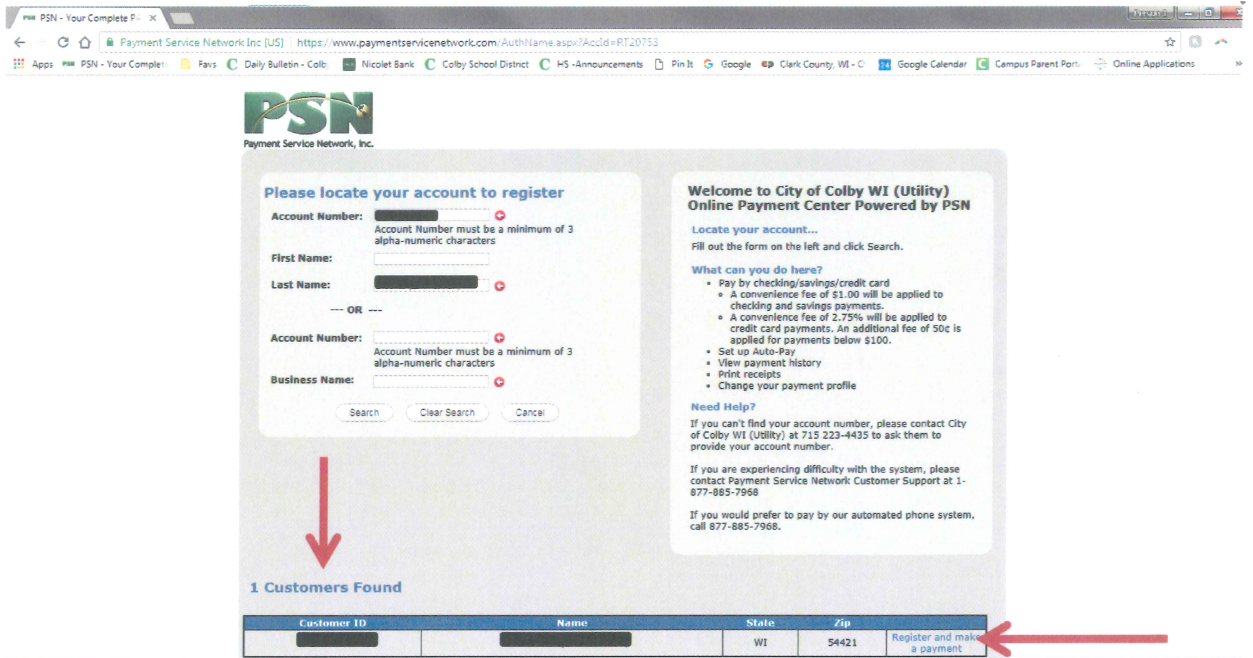 PSN - Your Complete P
Payment Service Network Inc [US] https://www.paymentservicenetwork.com/AuthName.aspx?AccId=RT20753
Apps PSN - Your Complet Favs Daily Bulletin - Colby Nicolet Bank Colby School District HS -Announcements Pin It Google Clark County, WI - C Google Calendar Campus Parent Port Online Applications
PSN
Payment Service Network, Inc.
Please locate your account to register
Account Number:
Account Number must be a minimum of 3
alpha-numeric characters
First Name:
Last Name:
--- OR ---
Account Number:
Account Number must be a minimum of 3
alpha-numeric characters
Business Name:
Search Clear Search Cancel
Welcome to City of Colby WI (Utility)
Online Payment Center Powered by PSN
Locate your account...
Fill out the form on the left and click Search.
What can you do here?
Pay by checking/savings/credit card
A convenience fee of $1.00 will be applied to
checking and savings payments.
A convenience fee of 2.75% will be applied to
credit card payments. An additional fee of 50¢ is
applied for payments below $100.
Set up Auto-Pay
View payment history
Print receipts
Change your payment profile
Need Help?
If you can't find your account number, please contact City
of Colby WI (Utility) at 715 223-4435 to ask them to
provide your account number.
If you are experiencing difficulty with the system, please
contact Payment Service Network Customer Support at 1-
877-885-7968
If you would prefer to pay by our automated phone system,
call 877-885-7968.
1 Customers Found
Customer ID Name State Zip
WI 54421 Register and make
a payment